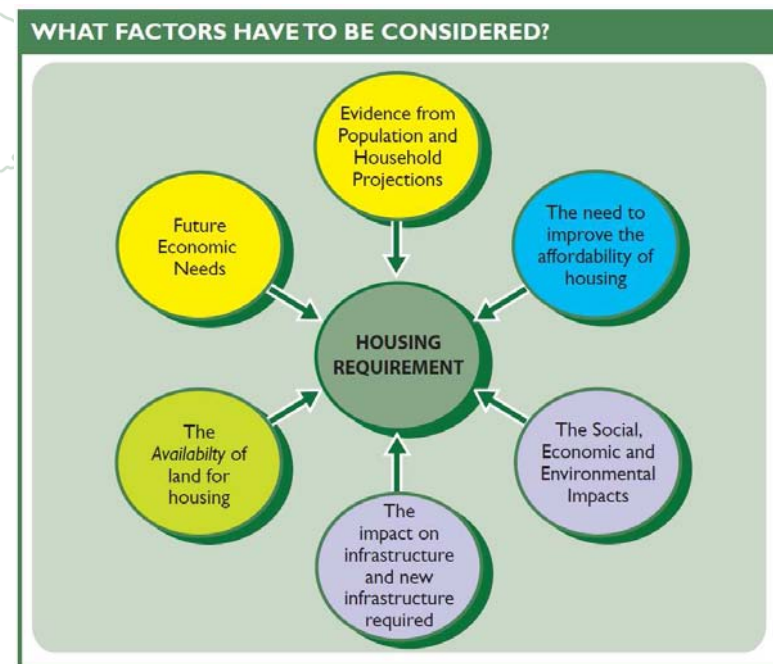 WHAT FACTORS HAVE TO BE CONSIDERED?
Evidence from
Population and
Household
Projections
Future
Economic
Needs
The need to
improve the
affordability of
housing
HOUSING
REQUIREMENT
The
Availabilty of
land for
housing
The Social,
Economic and
Environmental
Impacts
The
impact on
infrastructure
and new
infrastructure
required